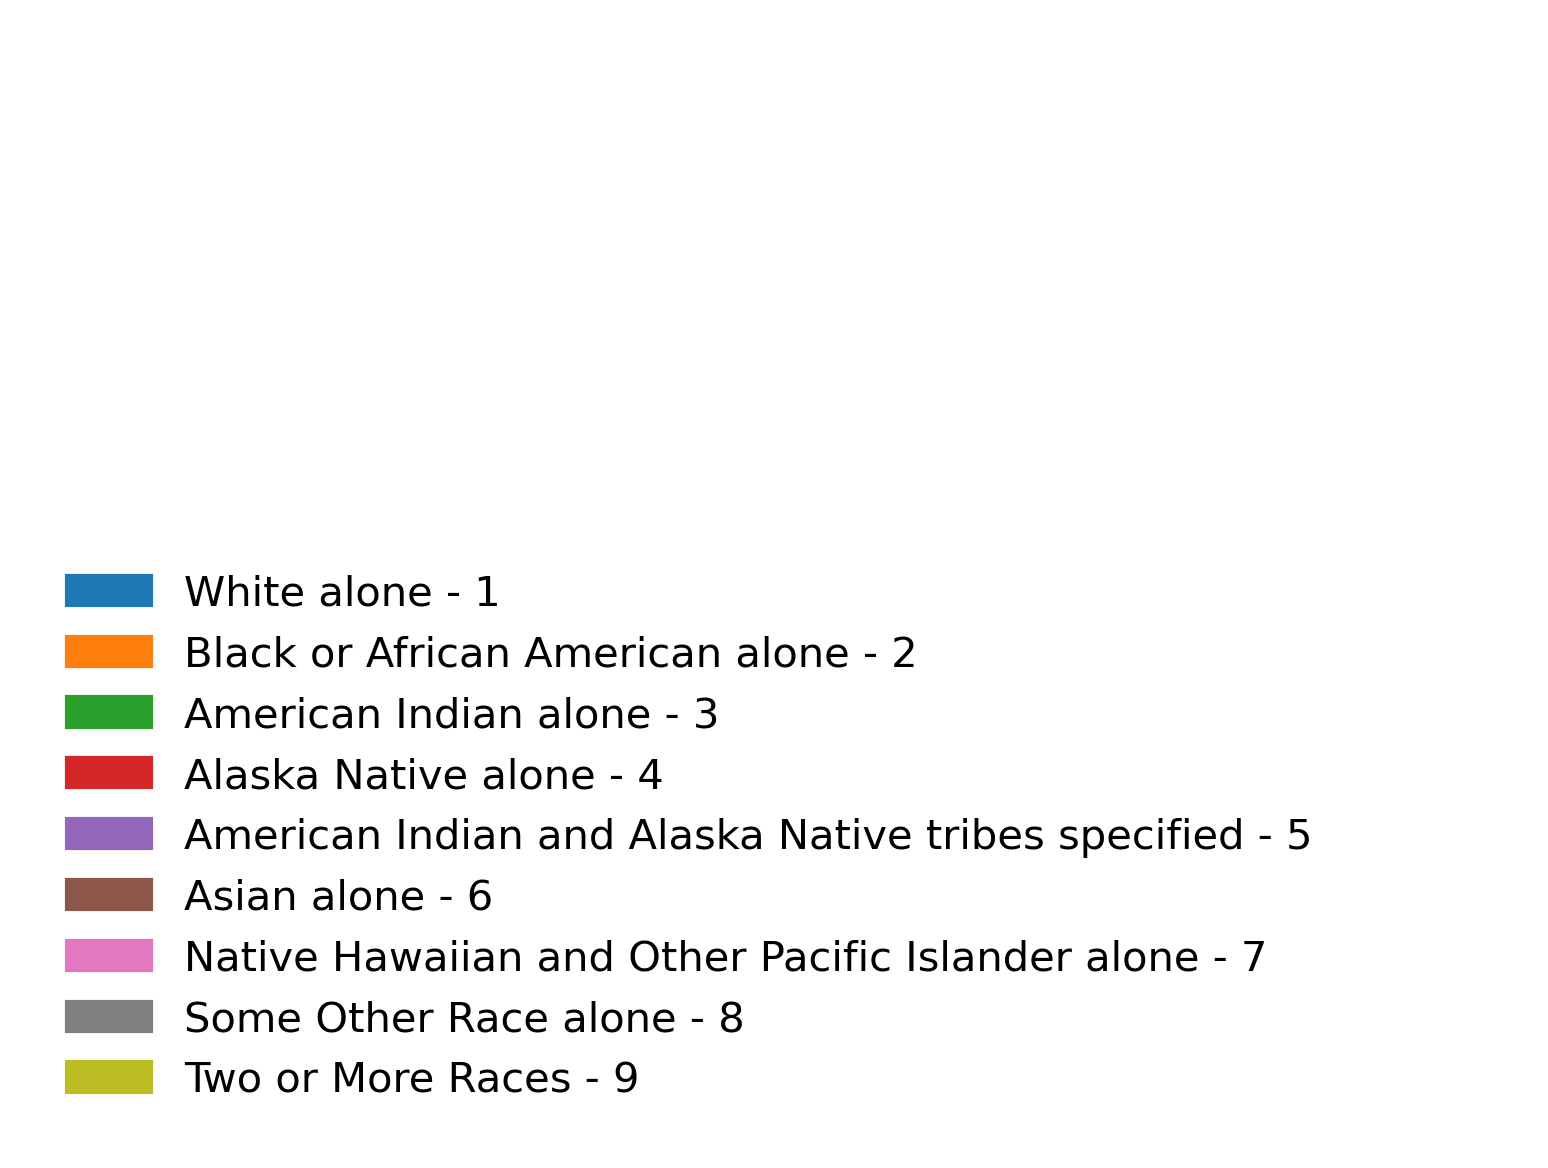 White alone - 1
Black or African American alone - 2
American Indian alone - 3
Alaska Native alone - 4
American Indian and Alaska Native tribes specified - 5
Asian alone - 6
Native Hawaiian and Other Pacific Islander alone - 7
Some Other Race alone - 8
Two or More Races - 9